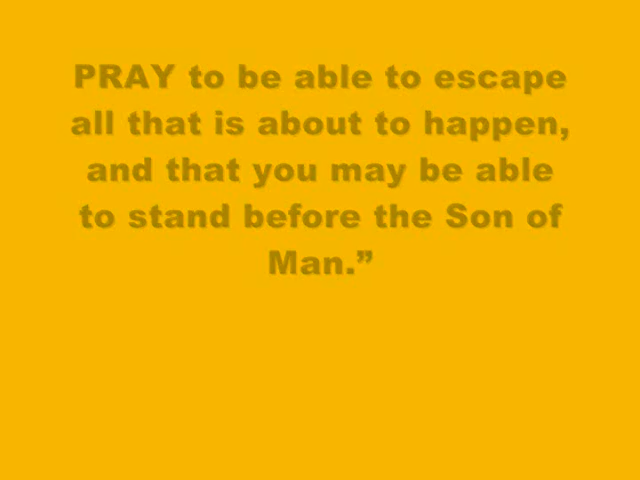 PRAY to be able to escape
all that is about to happen,
and that you may be able
to stand before the Son of
Man.”